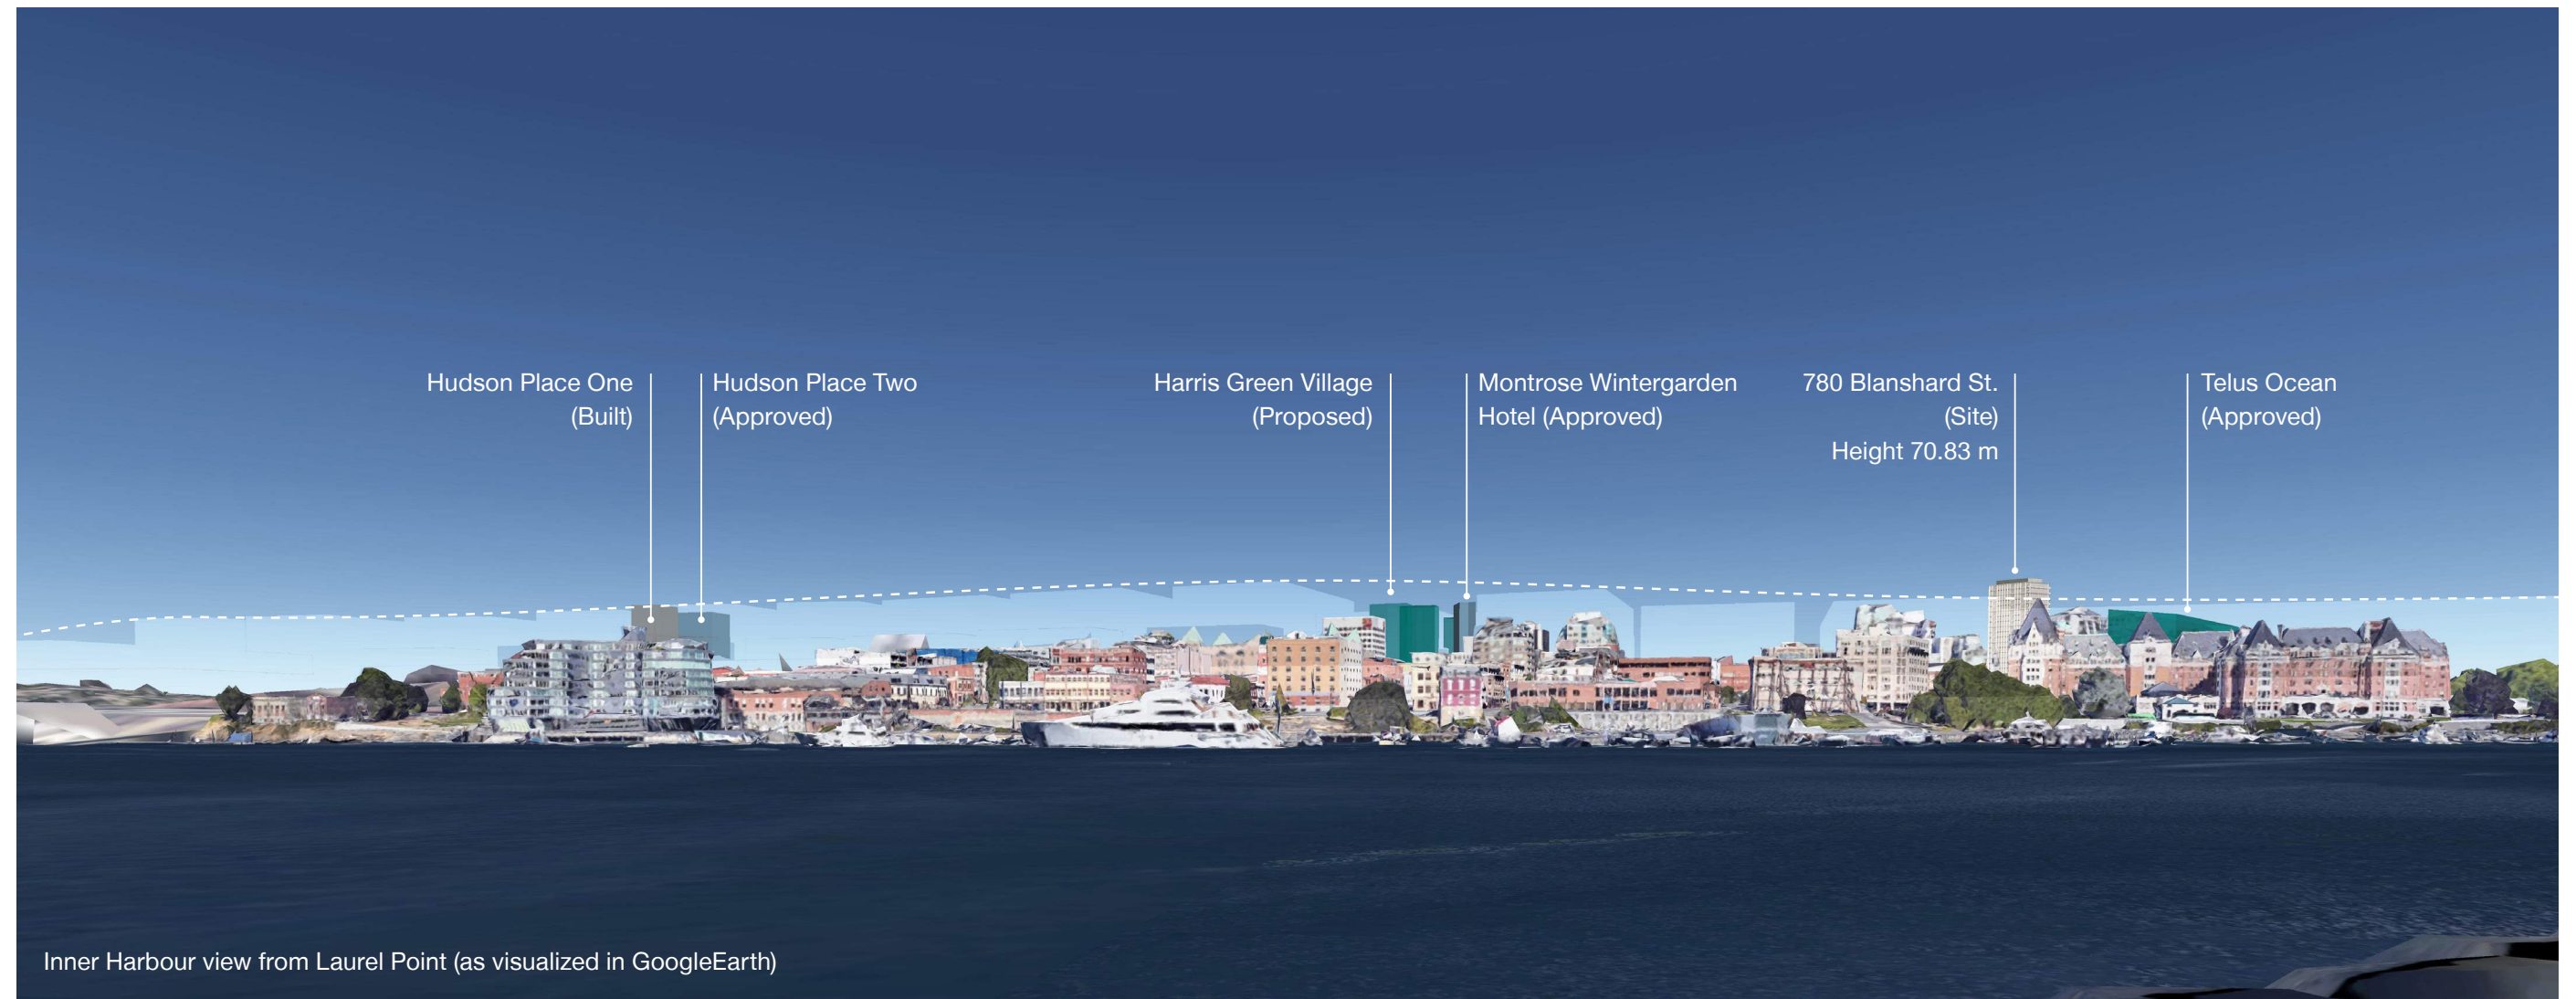 Hudson Place One
(Built)
Hudson Place Two
(Approved)
Harris Green Village
(Proposed)
Montrose Wintergarden
Hotel (Approved)
780 Blanshard St.
(Site)
Height 70.83 m
Telus Ocean
(Approved)
Inner Harbour view from Laurel Point (as visualized in GoogleEarth)